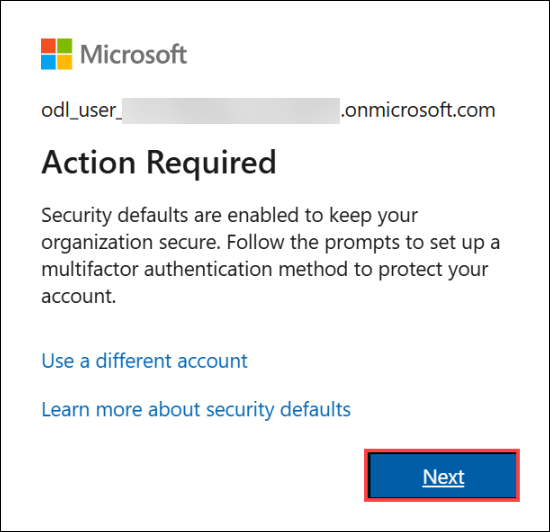 Microsoft
odl_user_ .onmicrosoft.com
Action Required
Security defaults are enabled to keep your
organization secure. Follow the prompts to set up a
multifactor authentication method to protect your
account.
Use a different account
Learn more about security defaults
Next